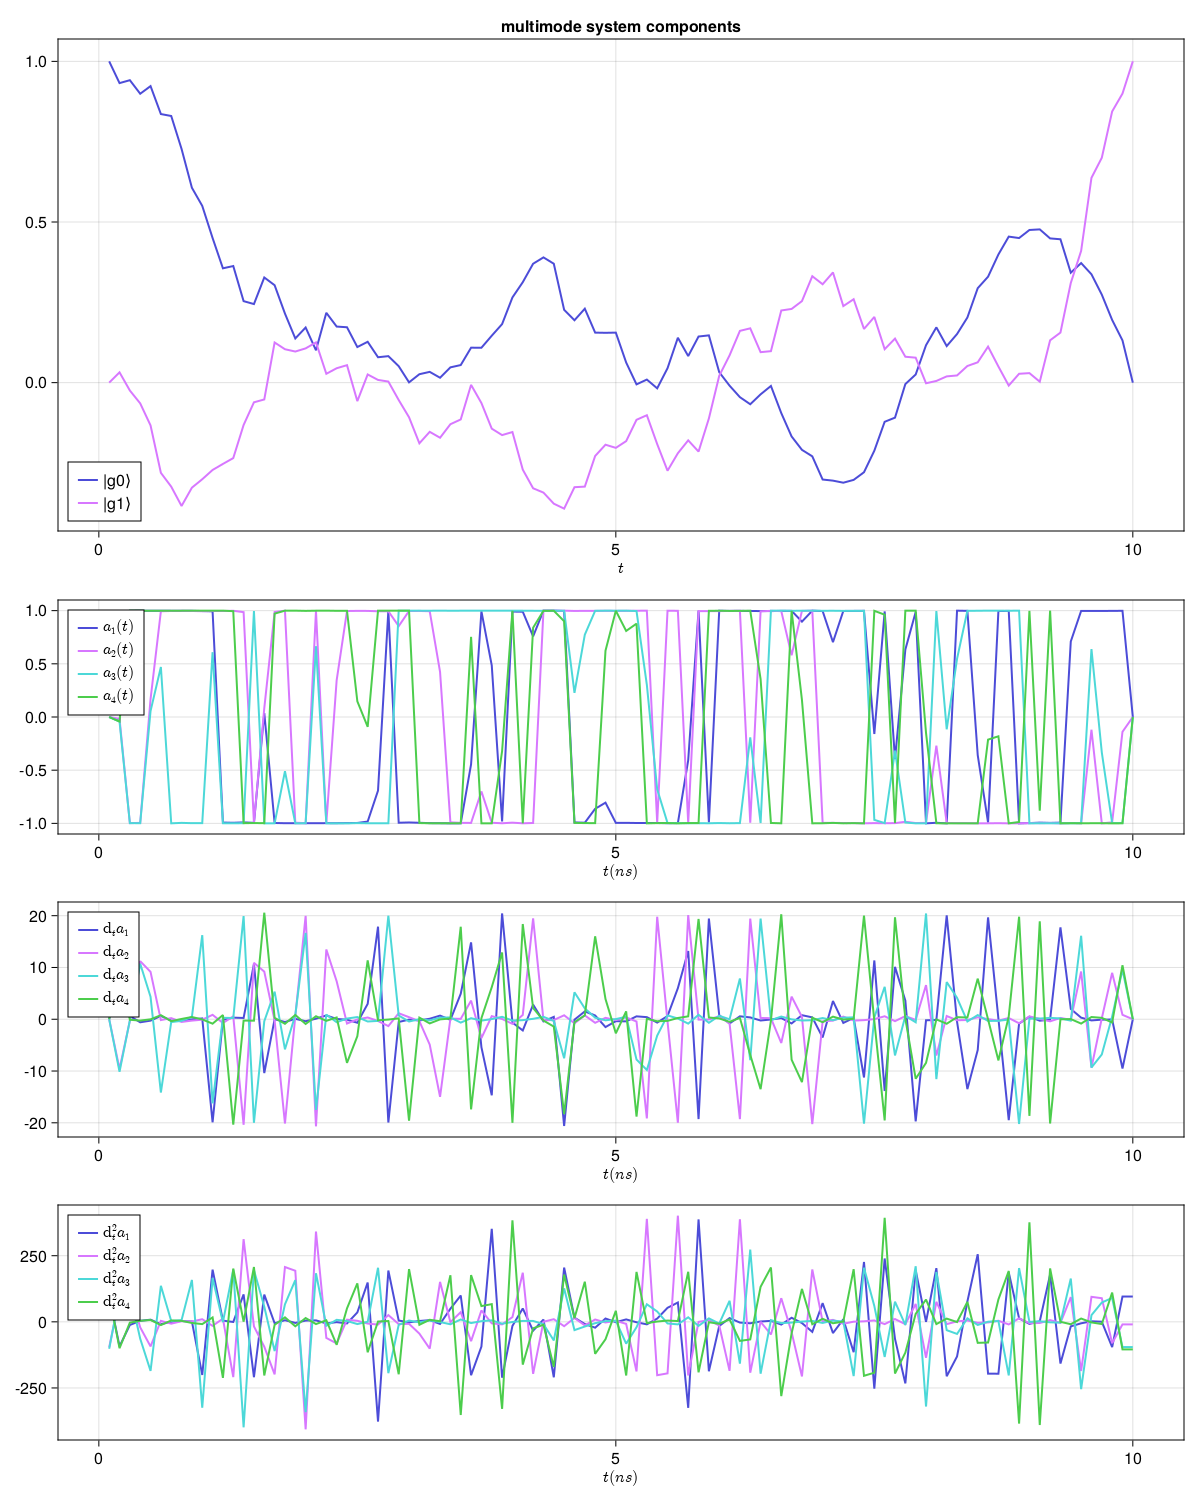 multimode system components
1.0
0.5
0.0
|g0⟩
|g1⟩
0 5 10
t
1.0
0.5
0.0
-0.5
-1.0
a₁(t)
a₂(t)
a₃(t)
a₄(t)
0 5 10
t(ns)
20
10
0
-10
-20
dₜa₁
dₜa₂
dₜa₃
dₜa₄
0 5 10
t(ns)
250
0
-250
d²ₜa₁
d²ₜa₂
d²ₜa₃
d²ₜa₄
0 5 10
t(ns)